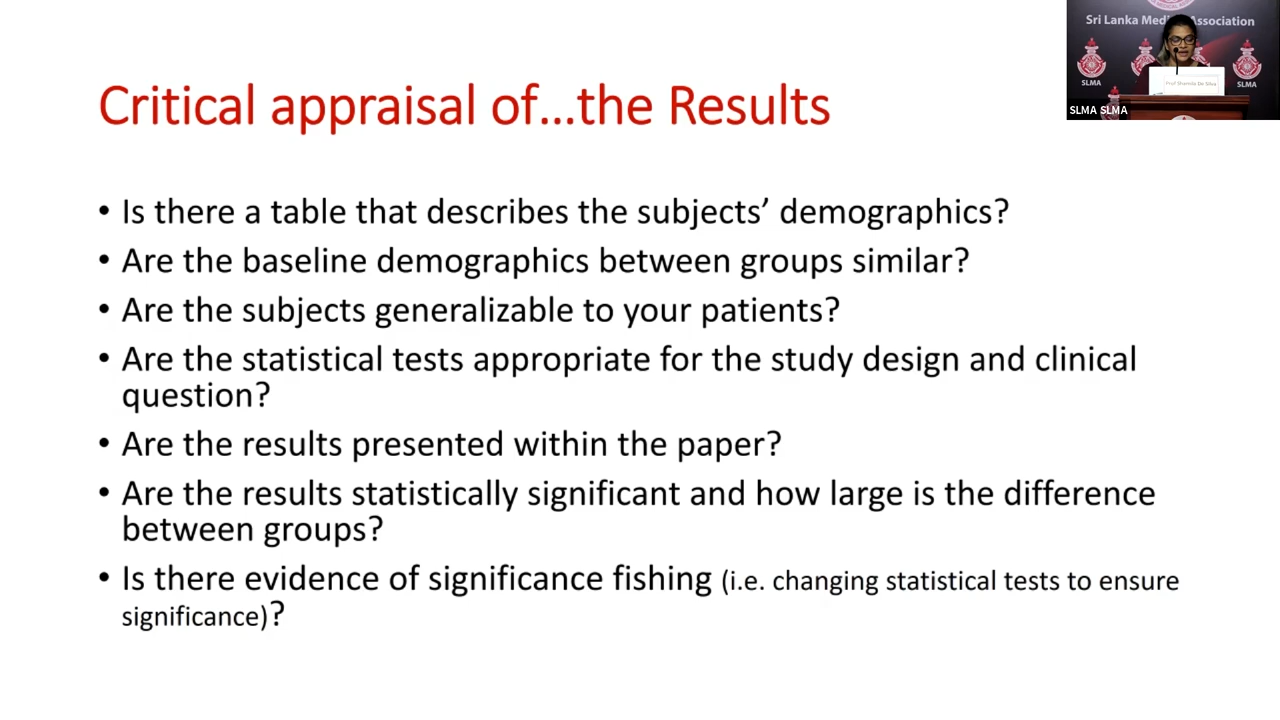 Sri Lanka Medical Association
SLMA
SLMA
Prof Shamila De Silva
SLMA SLMA
Critical appraisal of...the Results
• Is there a table that describes the subjects’ demographics?
• Are the baseline demographics between groups similar?
• Are the subjects generalizable to your patients?
• Are the statistical tests appropriate for the study design and clinical
question?
• Are the results presented within the paper?
• Are the results statistically significant and how large is the difference
between groups?
• Is there evidence of significance fishing (i.e. changing statistical tests to ensure
significance)?